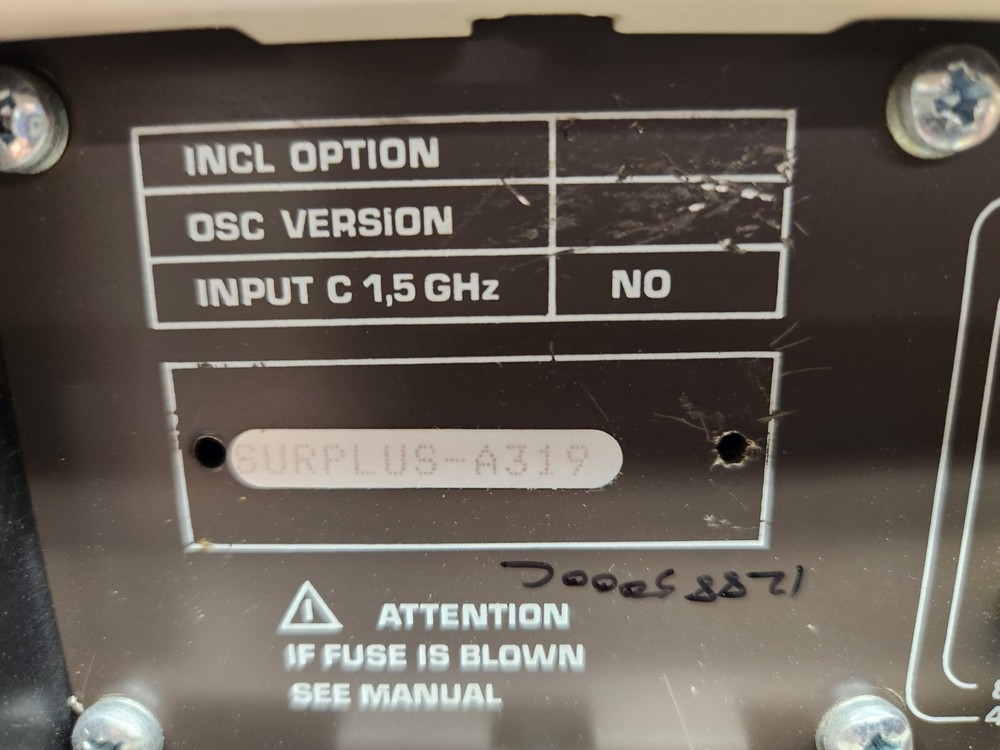 INCL OPTION
OSC VERSION
INPUT C 1,5 GHz NO
SURPLUS-A319
ATTENTION
IF FUSE IS BLOWN
SEE MANUAL